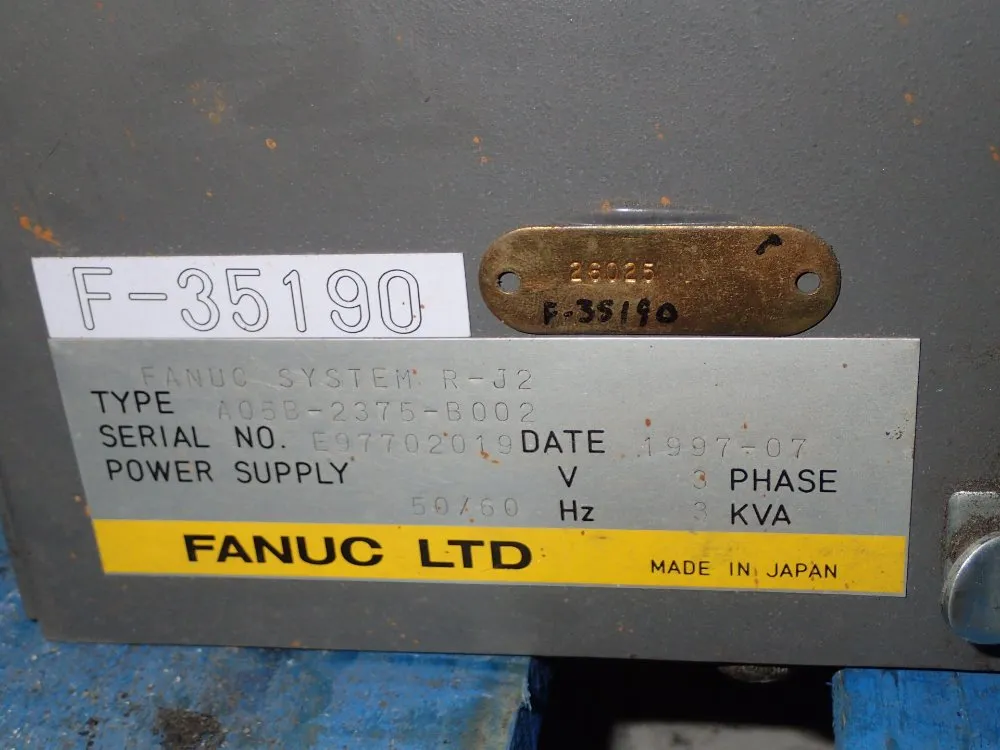 26025
F-35190
F-35190
FANUC SYSTEM R-J2
TYPE A05B-2375-B002
SERIAL NO. E97702019 DATE 1997-07
POWER SUPPLY V 3 PHASE
50/60 Hz 3 KVA
FANUC LTD MADE IN JAPAN